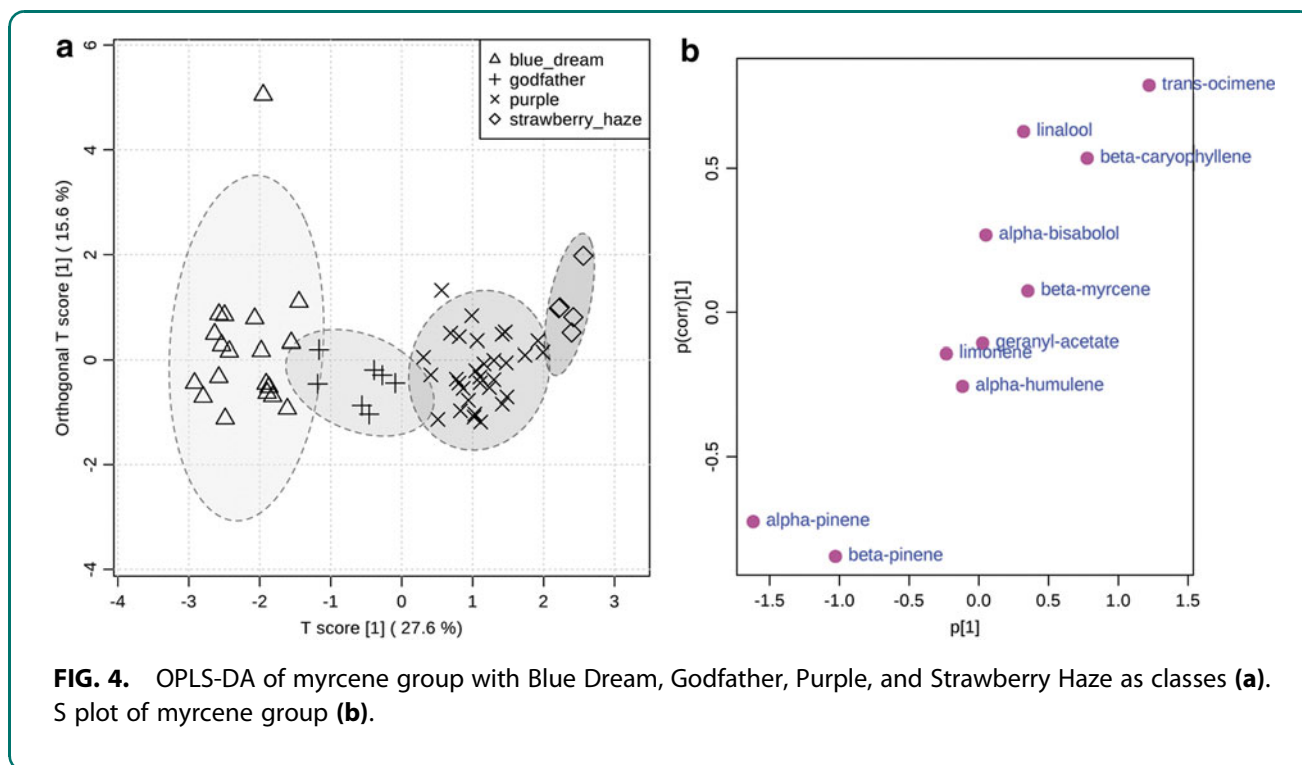 a
6
4
2
0
-2
-4
Orthogonal T score [1] ( 15.6 %)
blue_dream
godfather
purple
strawberry_haze
-4 -3 -2 -1 0 1 2 3
T score [1] ( 27.6 %)
b
0.5
0.0
-0.5
p(corr)[1]
trans-ocimene
linalool
beta-caryophyllene
alpha-bisabolol
beta-myrcene
geranyl-acetate
limonene
alpha-humulene
alpha-pinene
beta-pinene
-1.5 -1.0 -0.5 0.0 0.5 1.0 1.5
p[1]
FIG. 4. OPLS-DA of myrcene group with Blue Dream, Godfather, Purple, and Strawberry Haze as classes (a).
S plot of myrcene group (b).